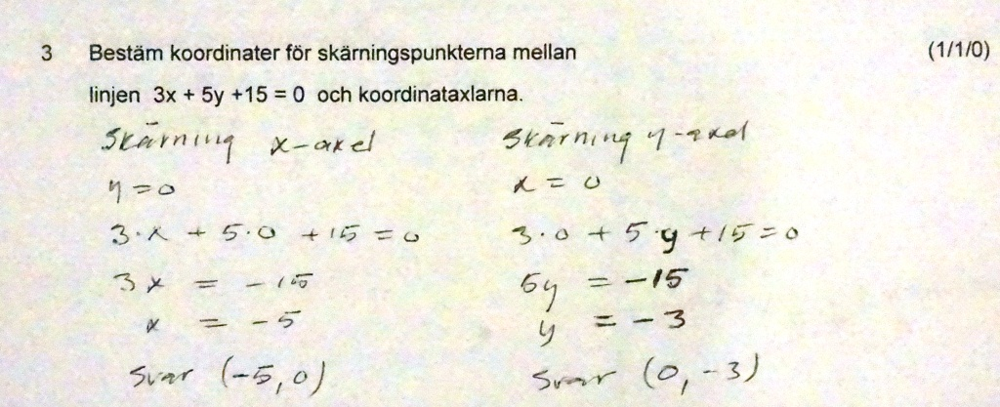 3 Bestäm koordinater för skärningspunkterna mellan (1/1/0)
linjen 3x + 5y +15 = 0 och koordinataxlarna.
Skärning x-axel
y = 0
3·x + 5·0 + 15 = 0
3x = -15
x = -5
Svar (-5,0)
Skärning y-axel
x = 0
3·0 + 5·y + 15 = 0
5y = -15
y = -3
Svar (0,-3)